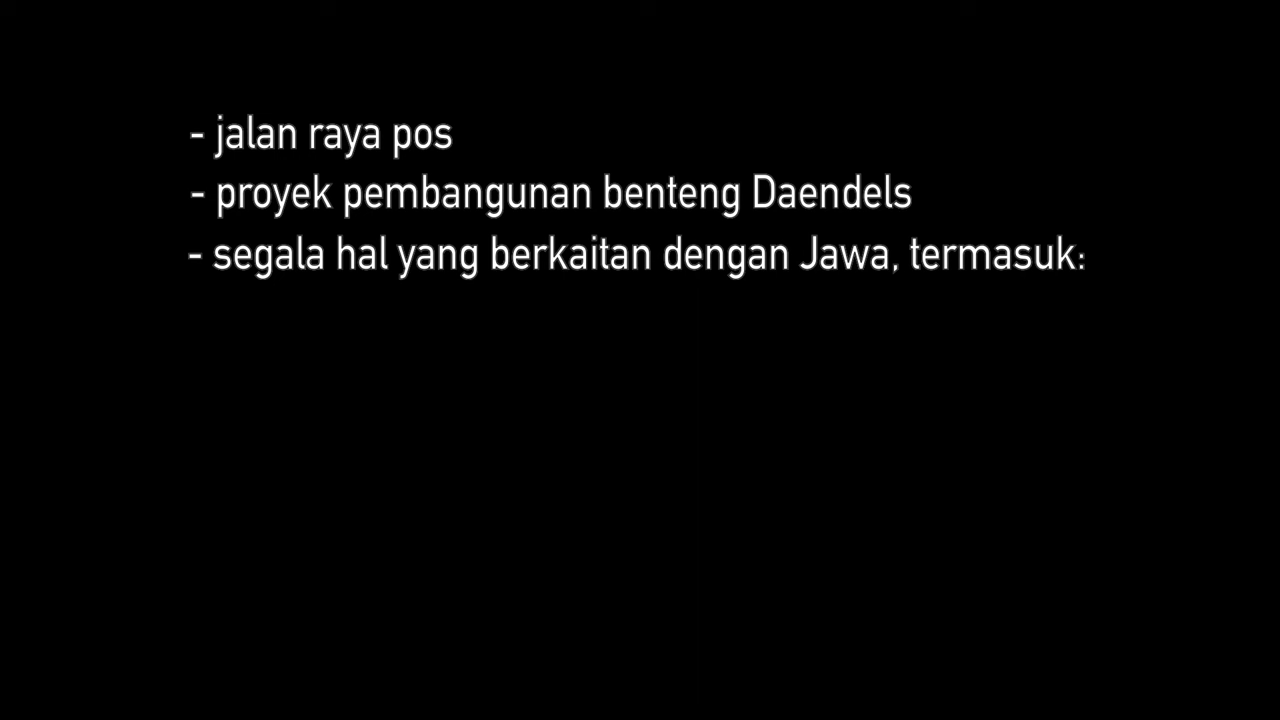 - jalan raya pos
- proyek pembangunan benteng Daendels
- segala hal yang berkaitan dengan Jawa, termasuk: